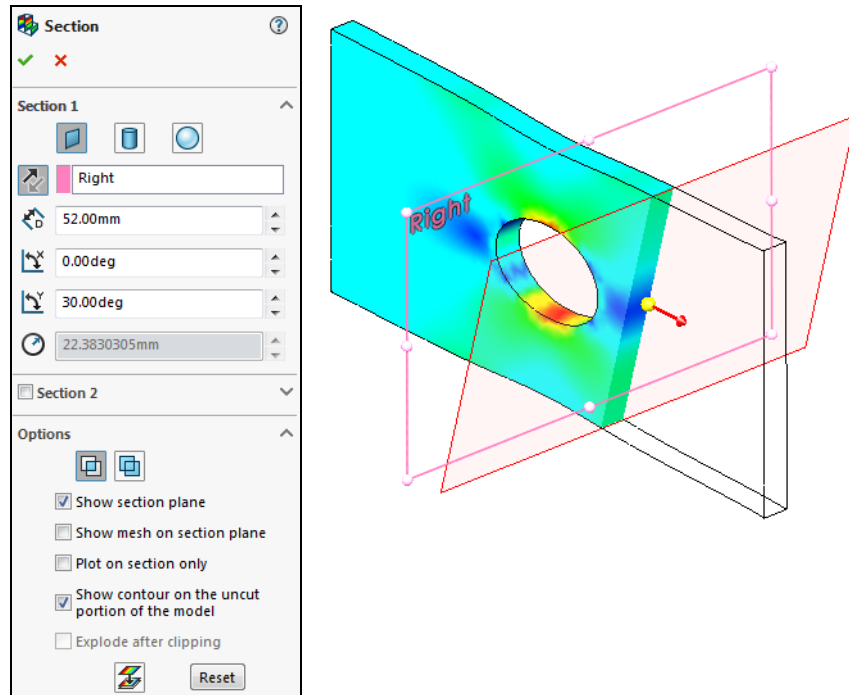 Section
Section 1
Right
52.00mm
0.00deg
30.00deg
22.3830305mm
Section 2
Options
Show section plane
Show mesh on section plane
Plot on section only
Show contour on the uncut
portion of the model
Explode after clipping
Reset
Right